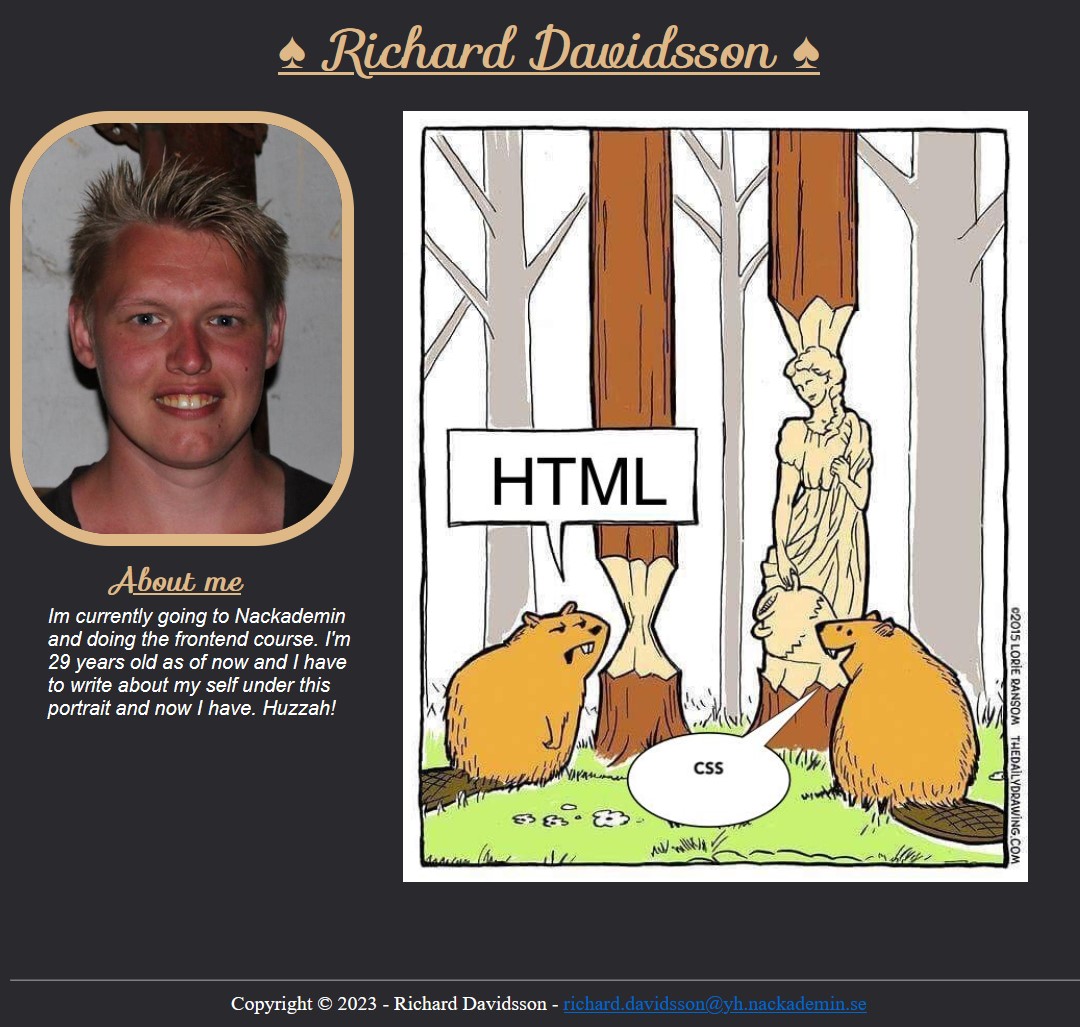 ♠ Richard Davidsson ♠
HTML
CSS
©2015 LORIE RANSOM THEDAILYDRAWING.COM
About me
Im currently going to Nackademin
and doing the frontend course. I'm
29 years old as of now and I have
to write about my self under this
portrait and now I have. Huzzah!
Copyright © 2023 - Richard Davidsson - richard.davidsson@yh.nackademin.se